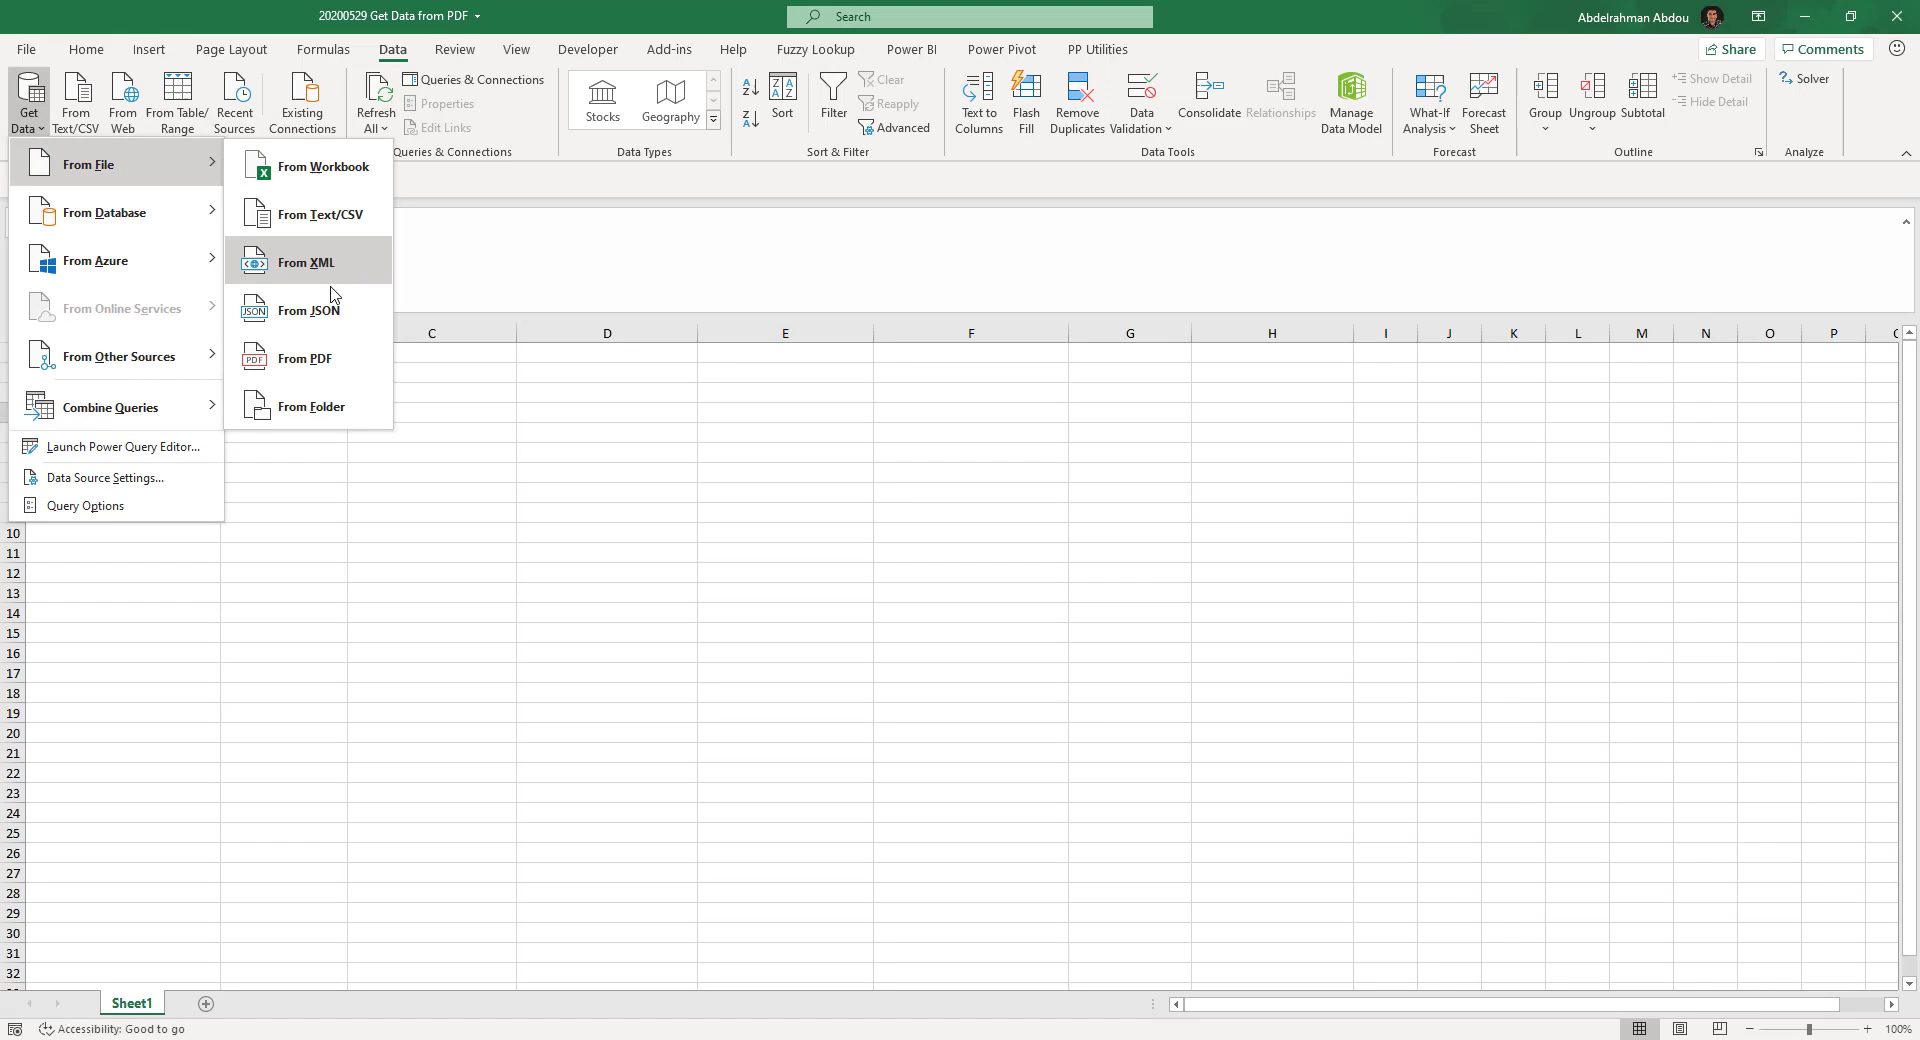 20200529 Get Data from PDF
Search
Abdelrahman Abdou
File Home Insert Page Layout Formulas Data Review View Developer Add-ins Help Fuzzy Lookup Power BI Power Pivot PP Utilities
Share
Comments
Get
Data
From
Text/CSV
From
Web
From Table/
Range
Recent
Sources
Existing
Connections
Refresh
All
Queries & Connections
Properties
Edit Links
Queries & Connections
Stocks
Geography
Data Types
Sort
Filter
Clear
Reapply
Advanced
Sort & Filter
Text to
Columns
Flash
Fill
Remove
Duplicates
Data
Validation
Consolidate
Relationships
Manage
Data Model
Data Tools
What-If
Analysis
Forecast
Sheet
Forecast
Group
Ungroup
Subtotal
Show Detail
Hide Detail
Outline
Solver
Analyze
From File
From Database
From Azure
From Online Services
From Other Sources
Combine Queries
Launch Power Query Editor...
Data Source Settings...
Query Options
From Workbook
From Text/CSV
From XML
JSON From JSON
PDF From PDF
From Folder
C D E F G H I J K L M N O P
10
11
12
13
14
15
16
17
18
19
20
21
22
23
24
25
26
27
28
29
30
31
32
Sheet1
Accessibility: Good to go
100%